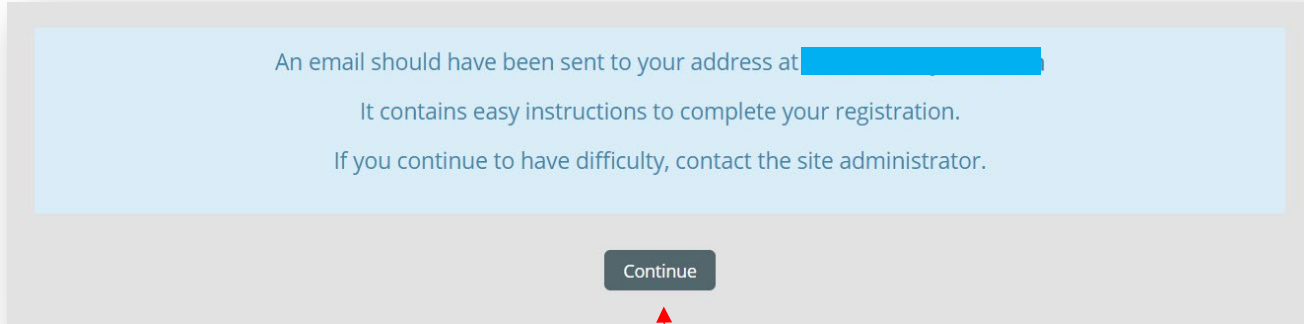 An email should have been sent to your address at
It contains easy instructions to complete your registration.
If you continue to have difficulty, contact the site administrator.
Continue